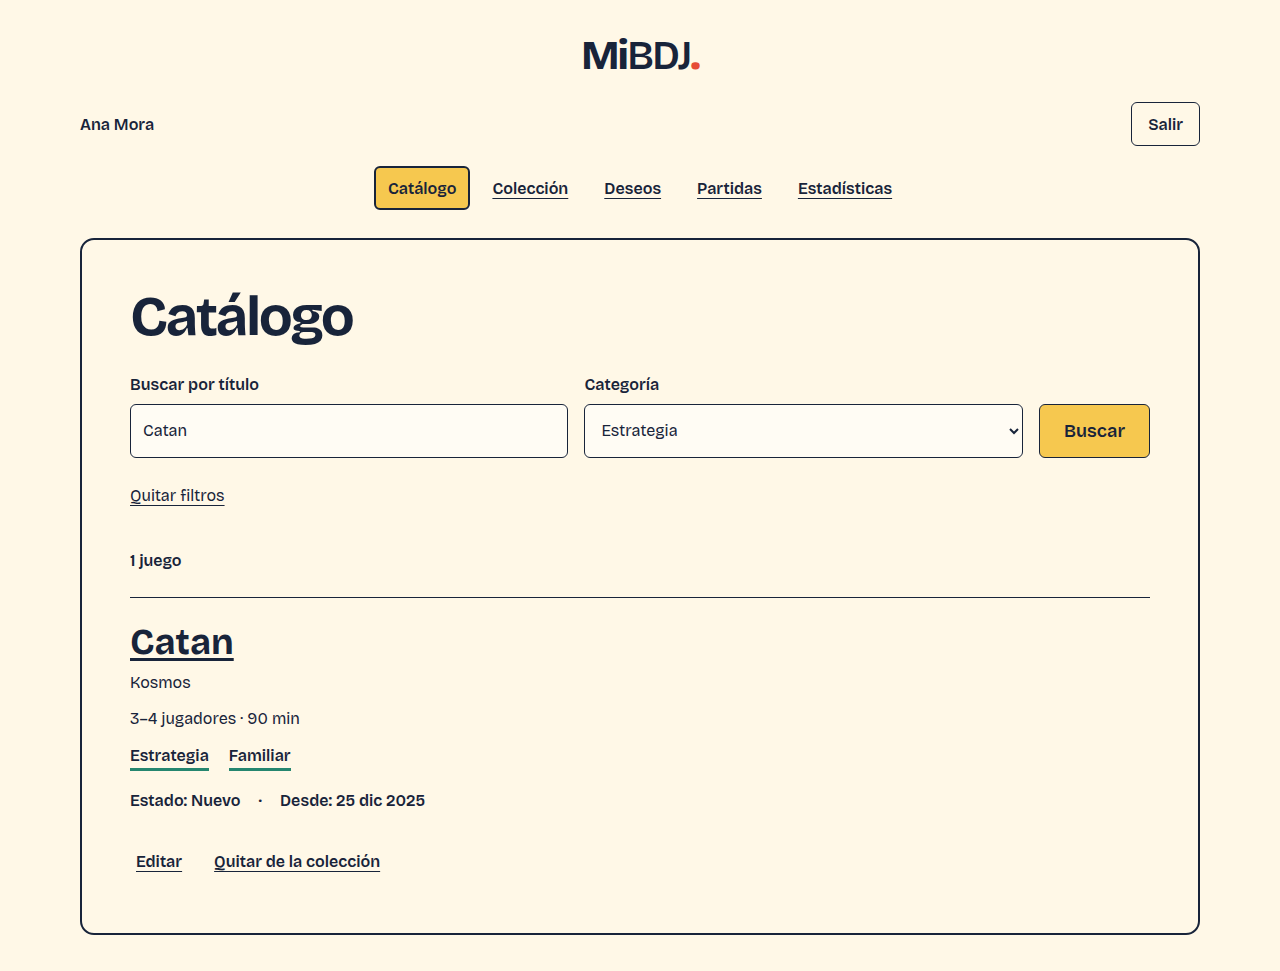 MiBDJ.
Ana Mora
Salir
Catálogo Colección Deseos Partidas Estadísticas
Catálogo
Buscar por título Categoría
Catan Estrategia Buscar
Quitar filtros
1 juego
Catan
Kosmos
3–4 jugadores · 90 min
Estrategia Familiar
Estado: Nuevo · Desde: 25 dic 2025
Editar Quitar de la colección